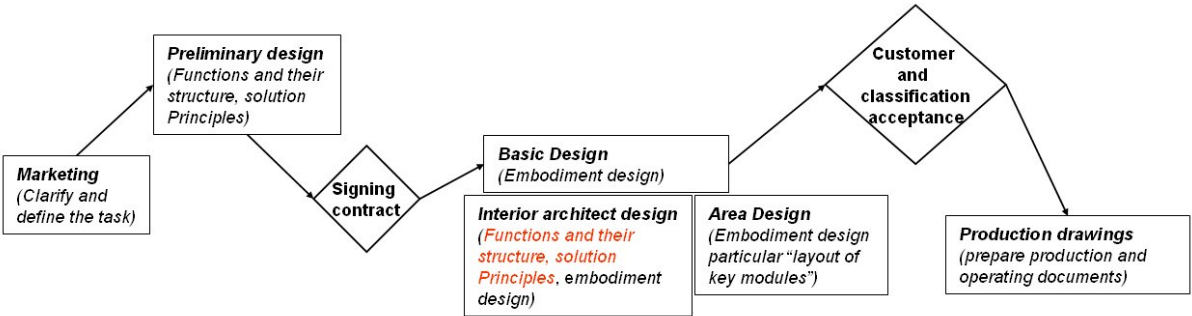 Marketing
(Clarify and
define the task)
Preliminary design
(Functions and their
structure, solution
Principles)
Signing
contract
Basic Design
(Embodiment design)
Interior architect design
(Functions and their
structure, solution
Principles, embodiment
design)
Area Design
(Embodiment design
particular “layout of
key modules”)
Customer
and
classification
acceptance
Production drawings
(prepare production and
operating documents)